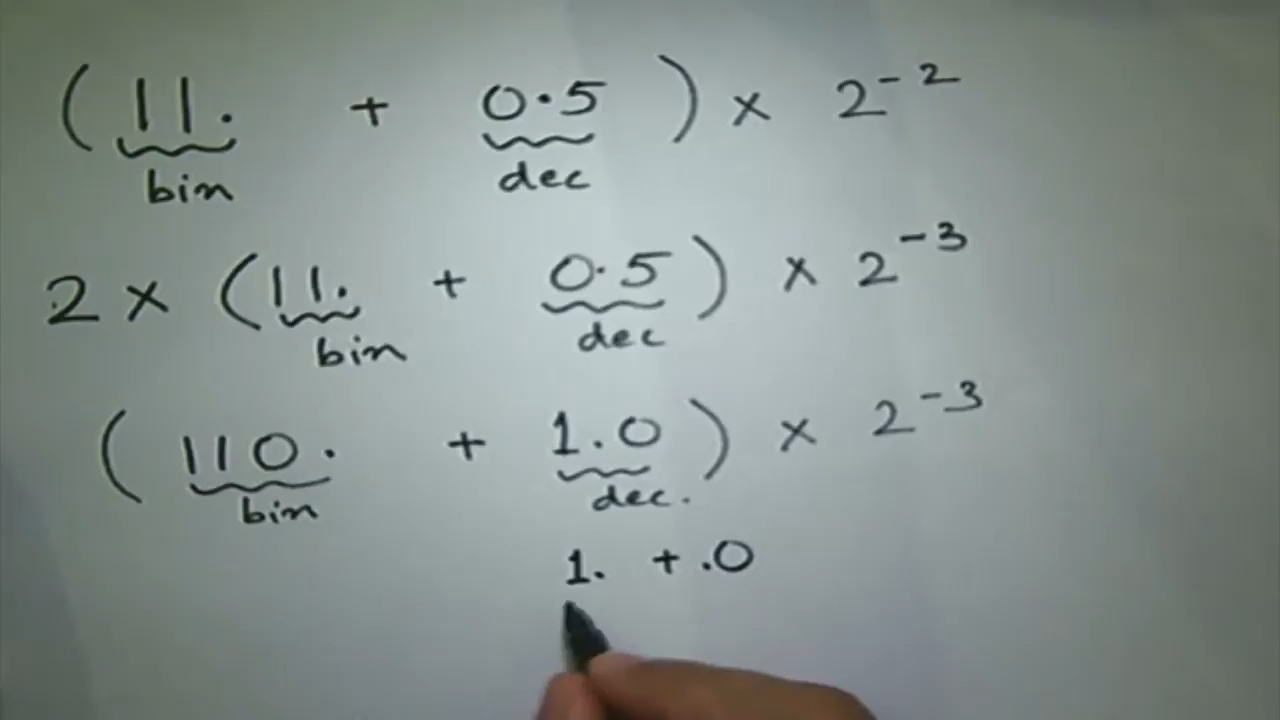 ( 11. + 0.5 ) × 2⁻²
bin dec
2 × ( 11. + 0.5 ) × 2⁻³
bin dec
( 110. + 1.0 ) × 2⁻³
bin dec.
1. + .0